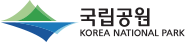 국립공원
KOREA NATIONAL PARK